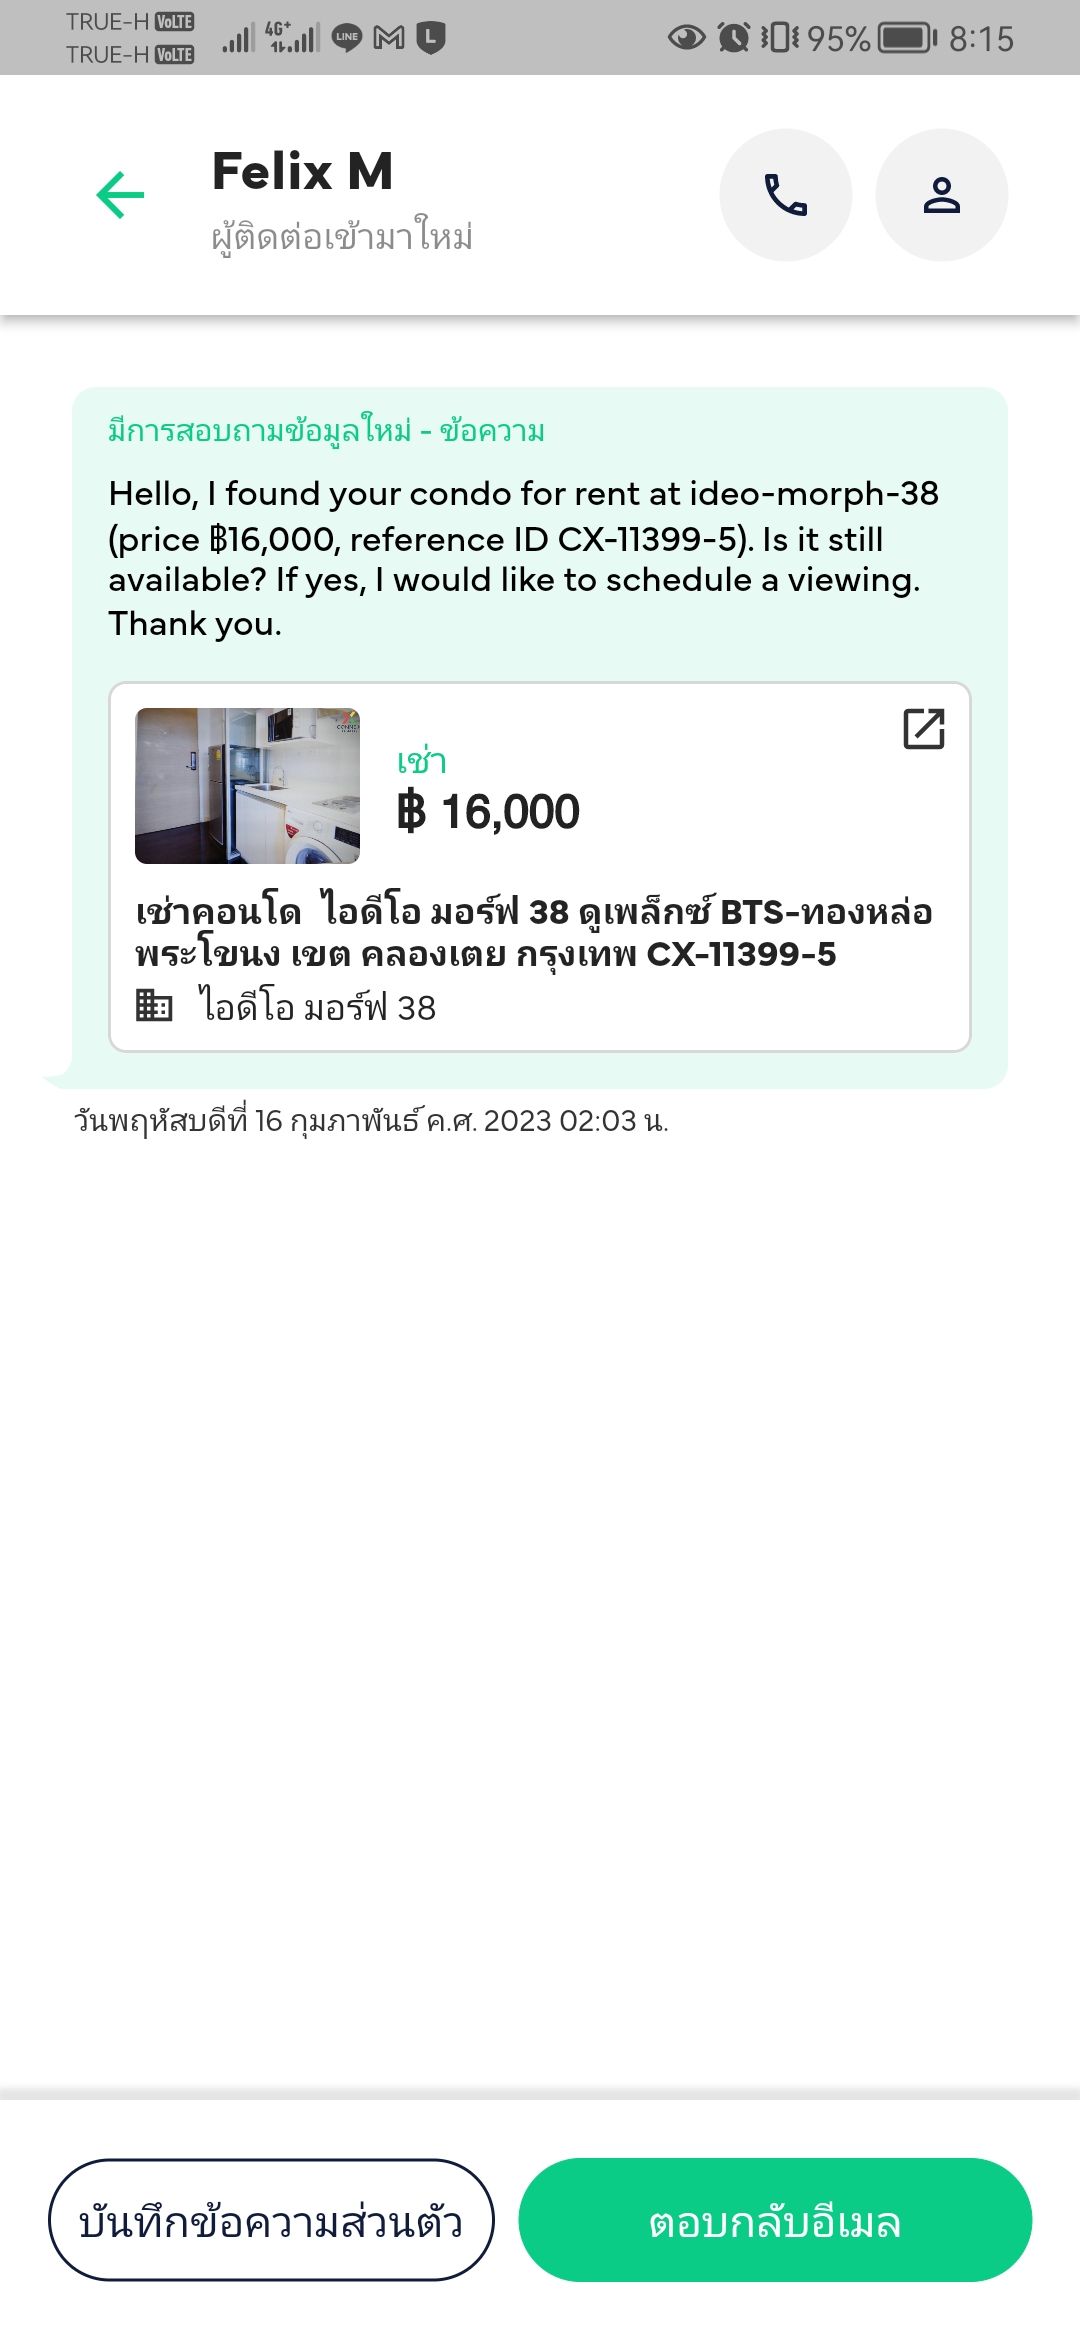 TRUE-H VoLTE
TRUE-H VoLTE
4G+
LINE
L
95%
8:15
Felix M
ผู้ติดต่อเข้ามาใหม่
มีการสอบถามข้อมูลใหม่ - ข้อความ
Hello, I found your condo for rent at ideo-morph-38
(price ฿16,000, reference ID CX-11399-5). Is it still
available? If yes, I would like to schedule a viewing.
Thank you.
เช่า
฿ 16,000
เช่าคอนโด ไอดีโอ มอร์ฟ 38 ดูเพล็กซ์ BTS-ทองหล่อ
พระโขนง เขต คลองเตย กรุงเทพ CX-11399-5
ไอดีโอ มอร์ฟ 38
วันพฤหัสบดีที่ 16 กุมภาพันธ์ ค.ศ. 2023 02:03 น.
บันทึกข้อความส่วนตัว
ตอบกลับอีเมล